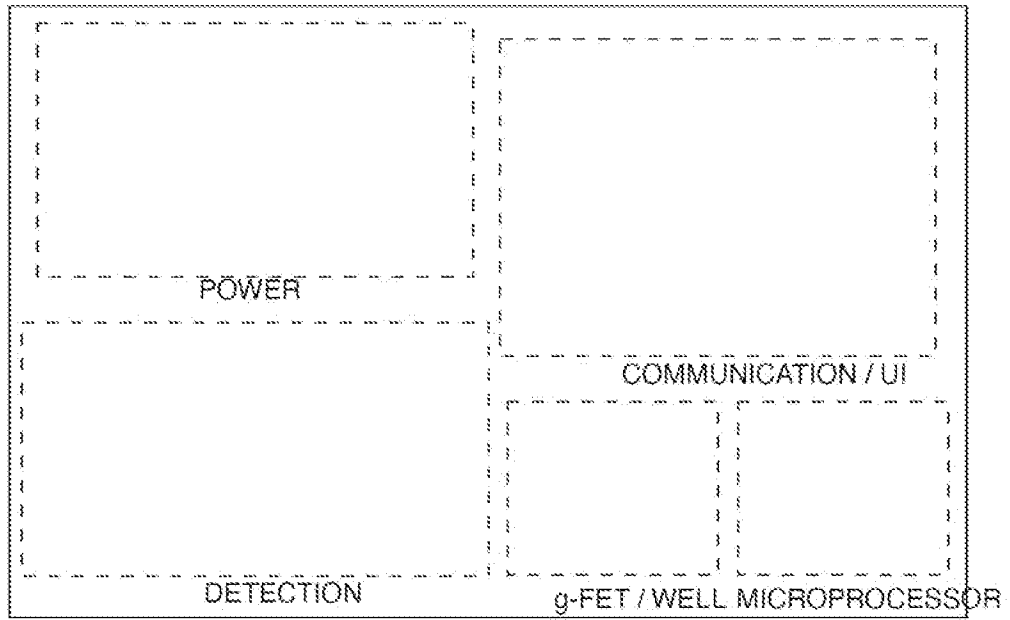 POWER
COMMUNICATION / UI
DETECTION
g-FET / WELL MICROPROCESSOR